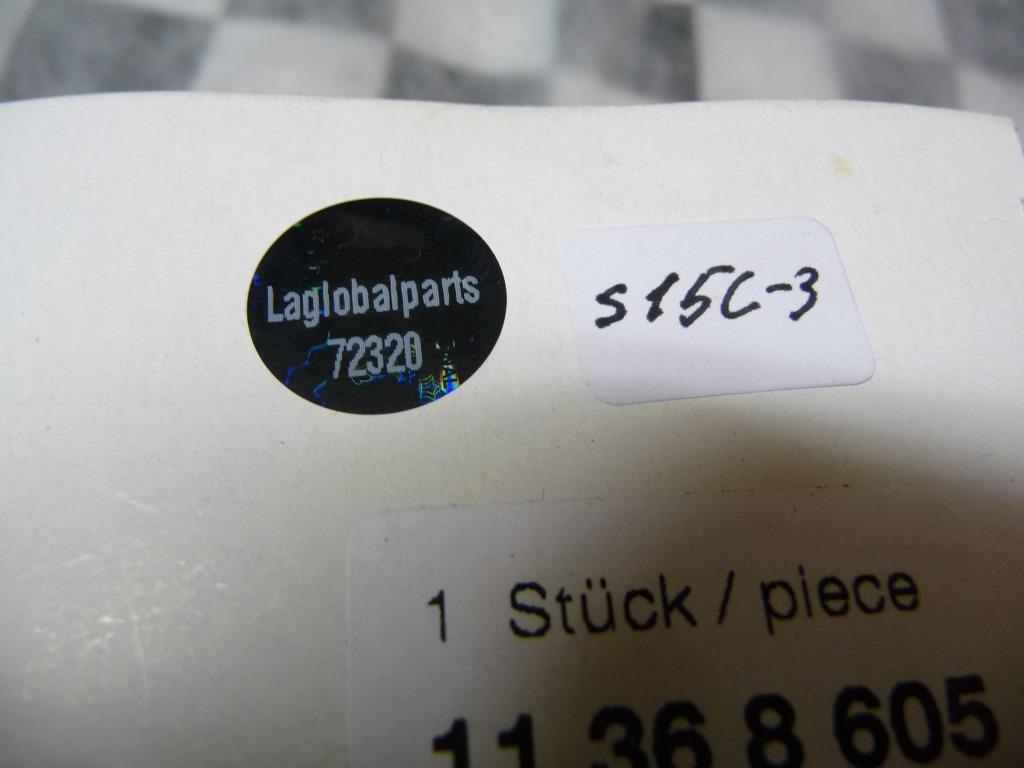 Laglobalparts
72320
S15C-3
1 Stück / piece
11 36 8 605